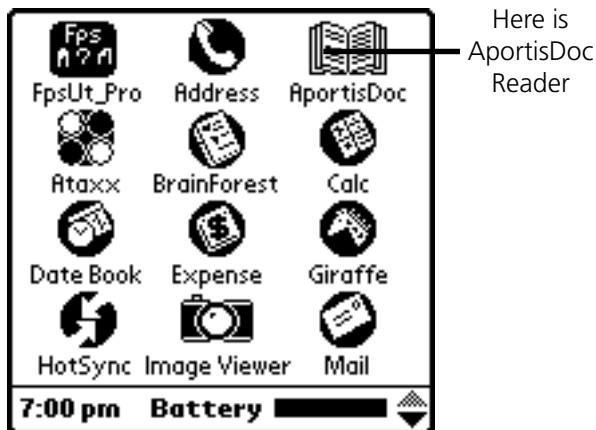 Fps
FpsUt_Pro Address AportisDoc
Here is
AportisDoc
Reader
Ataxx BrainForest Calc
Date Book Expense Giraffe
HotSync Image Viewer Mail
7:00 pm Battery